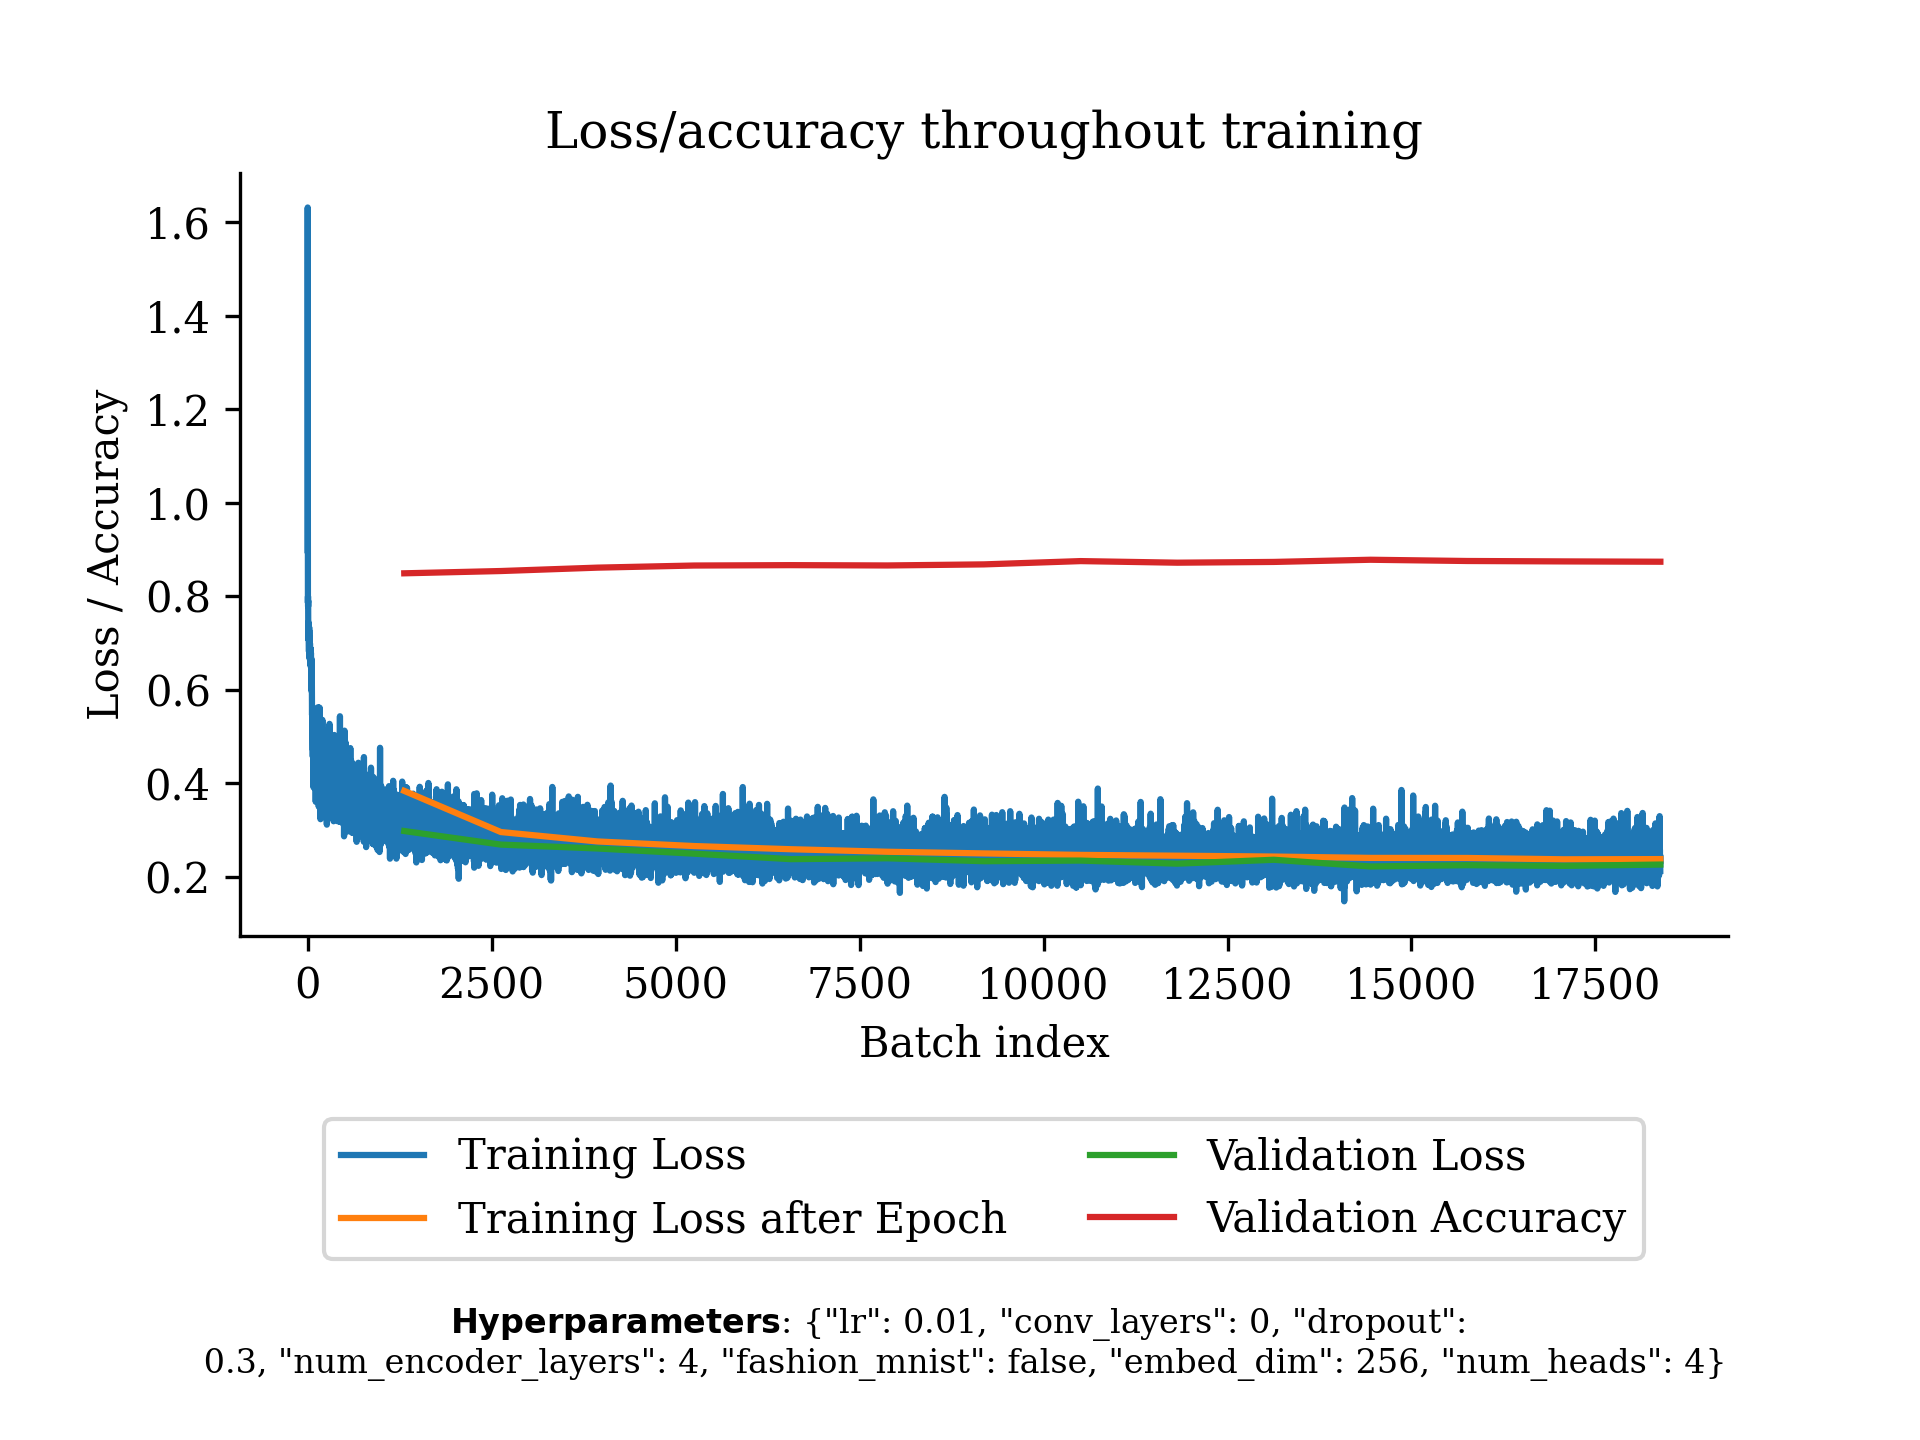 Loss/accuracy throughout training
1.6
1.4
1.2
1.0
0.8
0.6
0.4
0.2
Loss / Accuracy
0 2500 5000 7500 10000 12500 15000 17500
Batch index
Training Loss
Training Loss after Epoch
Validation Loss
Validation Accuracy
Hyperparameters: {"lr": 0.01, "conv_layers": 0, "dropout":
0.3, "num_encoder_layers": 4, "fashion_mnist": false, "embed_dim": 256, "num_heads": 4}